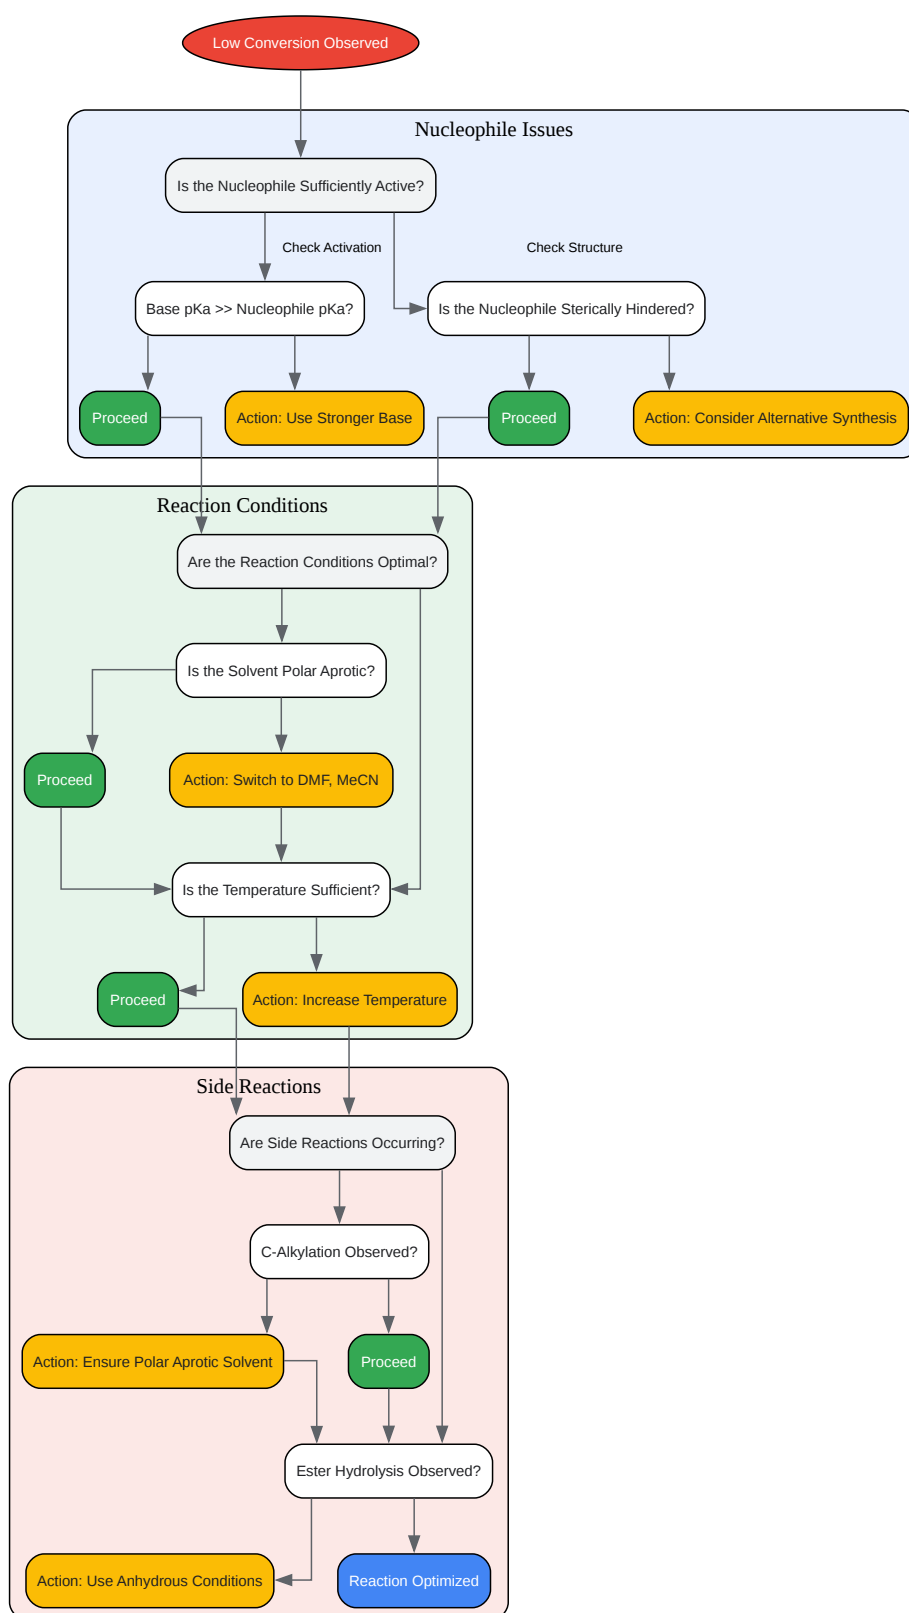 Low Conversion Observed
Nucleophile Issues
Is the Nucleophile Sufficiently Active?
Check Activation
Check Structure
Base pKa >> Nucleophile pKa?
Is the Nucleophile Sterically Hindered?
Proceed
Action: Use Stronger Base
Proceed
Action: Consider Alternative Synthesis
Reaction Conditions
Are the Reaction Conditions Optimal?
Is the Solvent Polar Aprotic?
Proceed
Action: Switch to DMF, MeCN
Is the Temperature Sufficient?
Proceed
Action: Increase Temperature
Side Reactions
Are Side Reactions Occurring?
C-Alkylation Observed?
Action: Ensure Polar Aprotic Solvent
Proceed
Ester Hydrolysis Observed?
Action: Use Anhydrous Conditions
Reaction Optimized